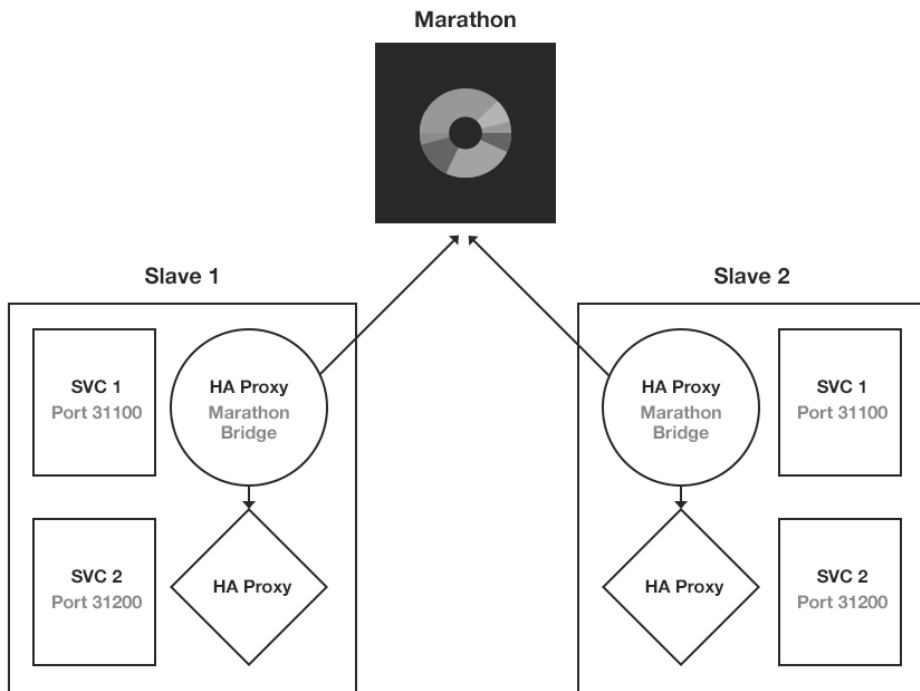 Marathon
Slave 1
SVC 1
Port 31100
HA Proxy
Marathon
Bridge
SVC 2
Port 31200
HA Proxy
Slave 2
HA Proxy
Marathon
Bridge
SVC 1
Port 31100
HA Proxy
SVC 2
Port 31200